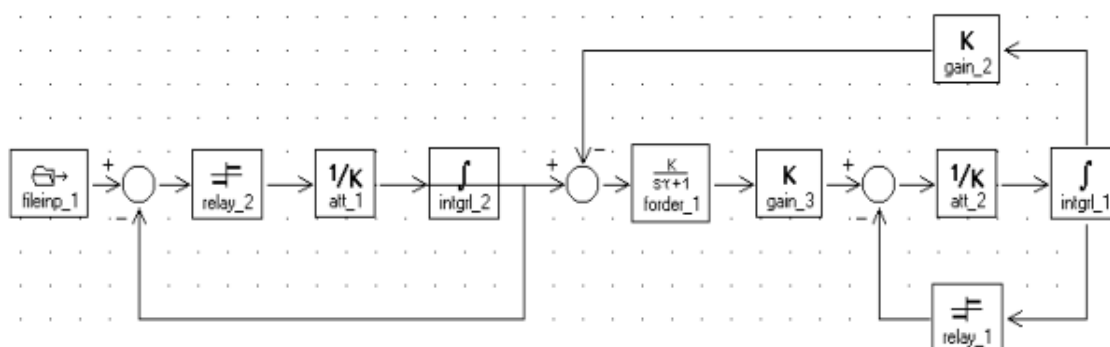 K
gain_2
+
−
fileinp_1
relay_2
1/K
att_1
∫
intgrl_2
+
−
K
sτ+1
forder_1
K
gain_3
+
−
1/K
att_2
∫
intgrl_1
relay_1